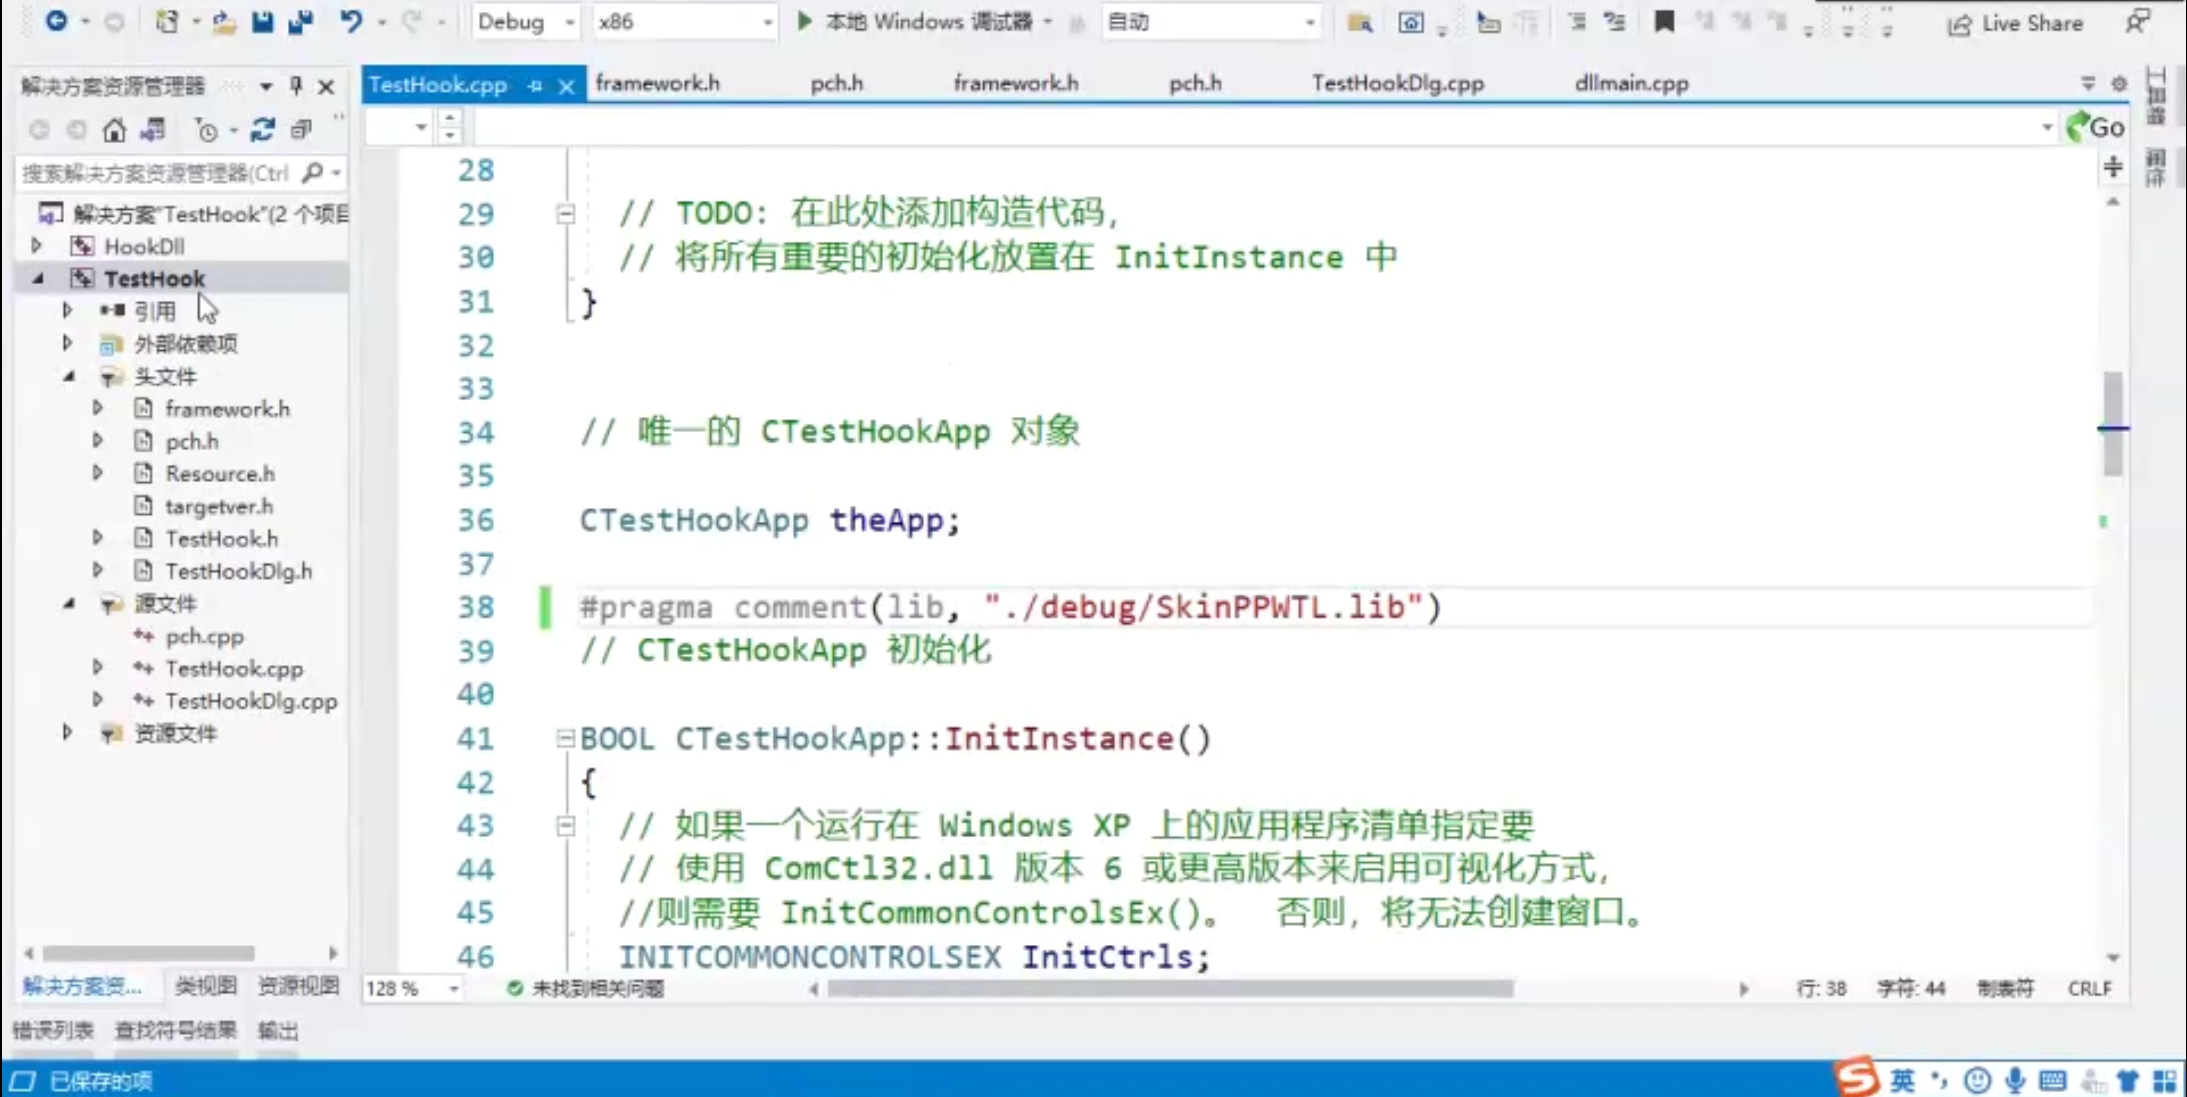 Debug
x86
本地 Windows 调试器
自动
Live Share
解决方案资源管理器
TestHook.cpp
framework.h
pch.h
framework.h
pch.h
TestHookDlg.cpp
dllmain.cpp
工具箱
Go
搜索解决方案资源管理器(Ctrl
解决方案"TestHook"(2 个项目
HookDll
TestHook
引用
外部依赖项
头文件
framework.h
pch.h
Resource.h
targetver.h
TestHook.h
TestHookDlg.h
源文件
pch.cpp
TestHook.cpp
TestHookDlg.cpp
资源文件
28
29 // TODO: 在此处添加构造代码,
30 // 将所有重要的初始化放置在 InitInstance 中
31 }
32
33
34 // 唯一的 CTestHookApp 对象
35
36 CTestHookApp theApp;
37
38 #pragma comment(lib, "./debug/SkinPPWTL.lib")
39 // CTestHookApp 初始化
40
41 BOOL CTestHookApp::InitInstance()
42 {
43 // 如果一个运行在 Windows XP 上的应用程序清单指定要
44 // 使用 ComCtl32.dll 版本 6 或更高版本来启用可视化方式,
45 //则需要 InitCommonControlsEx()。 否则, 将无法创建窗口。
46 INITCOMMONCONTROLSEX InitCtrls;
解决方案资...
类视图
资源视图
128 %
未找到相关问题
行: 38
字符: 44
制表符
CRLF
错误列表
查找符号结果
输出
已保存的项
英